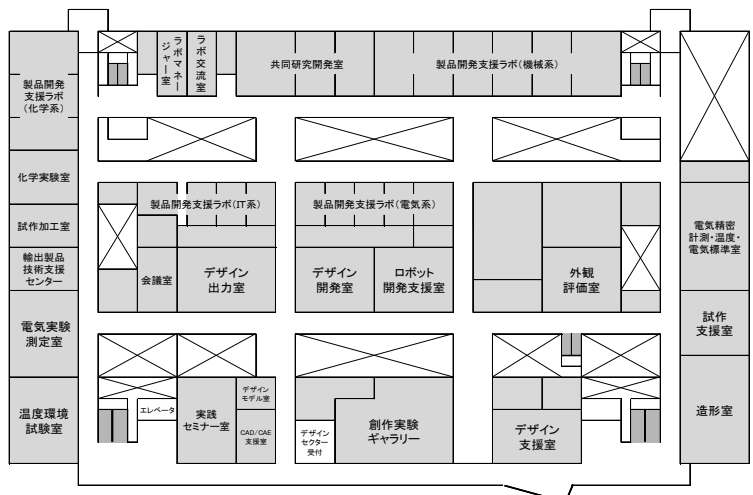 ラボマネー
ジャー室
ラボ交流室
共同研究開発室
製品開発支援ラボ(機械系)
製品開発
支援ラボ
(化学系)
化学実験室
試作加工室
輸出製品
技術支援
センター
電気実験
測定室
温度環境
試験室
製品開発支援ラボ(IT系)
会議室
デザイン
出力室
製品開発支援ラボ(電気系)
デザイン
開発室
ロボット
開発支援室
外観
評価室
電気精密
計測・温度・
電気標準室
試作
支援室
造形室
エレベータ
実践
セミナー室
デザイン
モデル室
CAD/CAE
支援室
デザイン
セクター
受付
創作実験
ギャラリー
デザイン
支援室